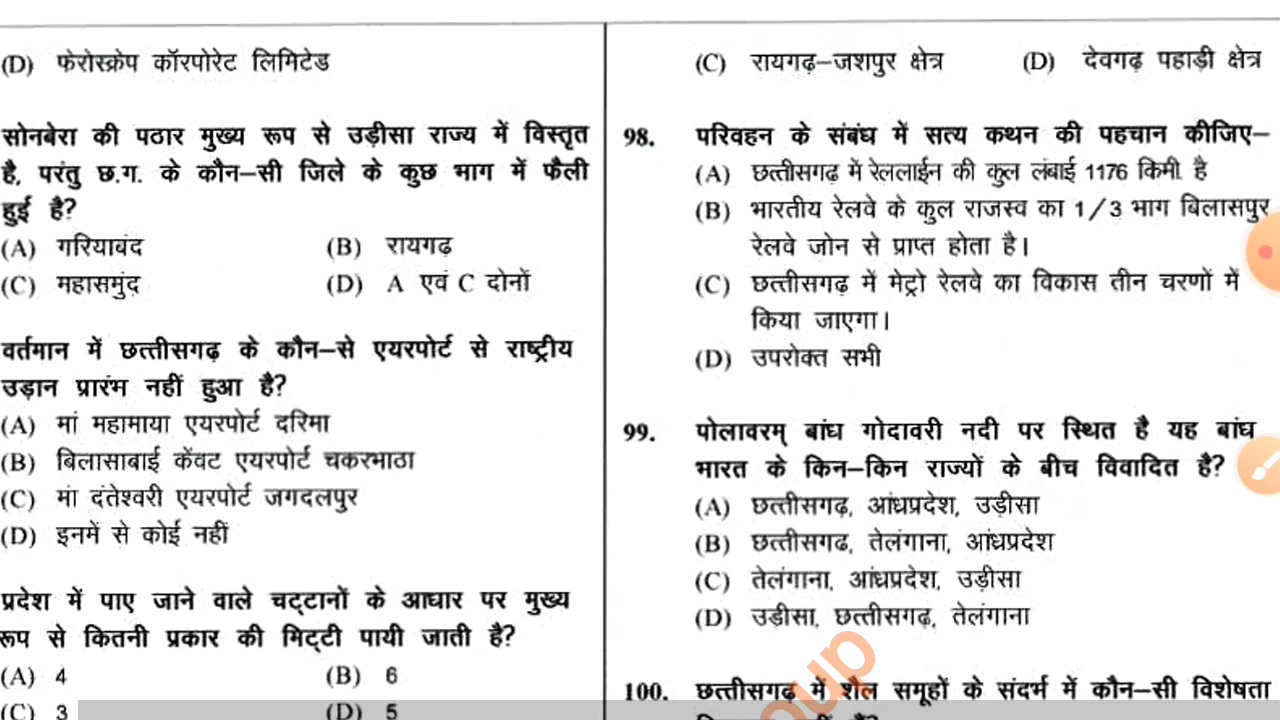 (D) फेरोस्क्रेप कॉरपोरेट लिमिटेड
सोनबेरा की पठार मुख्य रूप से उड़ीसा राज्य में विस्तृत
है, परंतु छ.ग. के कौन–सी जिले के कुछ भाग में फैली
हुई है?
(A) गरियाबंद (B) रायगढ़
(C) महासमुंद (D) A एवं C दोनों
वर्तमान में छत्तीसगढ़ के कौन–से एयरपोर्ट से राष्ट्रीय
उड़ान प्रारंभ नहीं हुआ है?
(A) मां महामाया एयरपोर्ट दरिमा
(B) बिलासाबाई केंवट एयरपोर्ट चकरभाठा
(C) मां दंतेश्वरी एयरपोर्ट जगदलपुर
(D) इनमें से कोई नहीं
प्रदेश में पाए जाने वाले चट्टानों के आधार पर मुख्य
रूप से कितनी प्रकार की मिट्टी पायी जाती है?
(A) 4 (B) 6
(C) 3 (D) 5
(C) रायगढ़–जशपुर क्षेत्र (D) देवगढ़ पहाड़ी क्षेत्र
98. परिवहन के संबंध में सत्य कथन की पहचान कीजिए–
(A) छत्तीसगढ़ में रेललाईन की कुल लंबाई 1176 किमी. है
(B) भारतीय रेलवे के कुल राजस्व का 1/3 भाग बिलासपुर
रेलवे जोन से प्राप्त होता है।
(C) छत्तीसगढ़ में मेट्रो रेलवे का विकास तीन चरणों में
किया जाएगा।
(D) उपरोक्त सभी
99. पोलावरम् बांध गोदावरी नदी पर स्थित है यह बांध
भारत के किन–किन राज्यों के बीच विवादित है?
(A) छत्तीसगढ़, आंधप्रदेश, उड़ीसा
(B) छत्तीसगढ, तेलंगाना, आंधप्रदेश
(C) तेलंगाना, आंधप्रदेश, उड़ीसा
(D) उड़ीसा, छत्तीसगढ़, तेलंगाना
100. छत्तीसगढ़ में शैल समूहों के संदर्भ में कौन–सी विशेषता